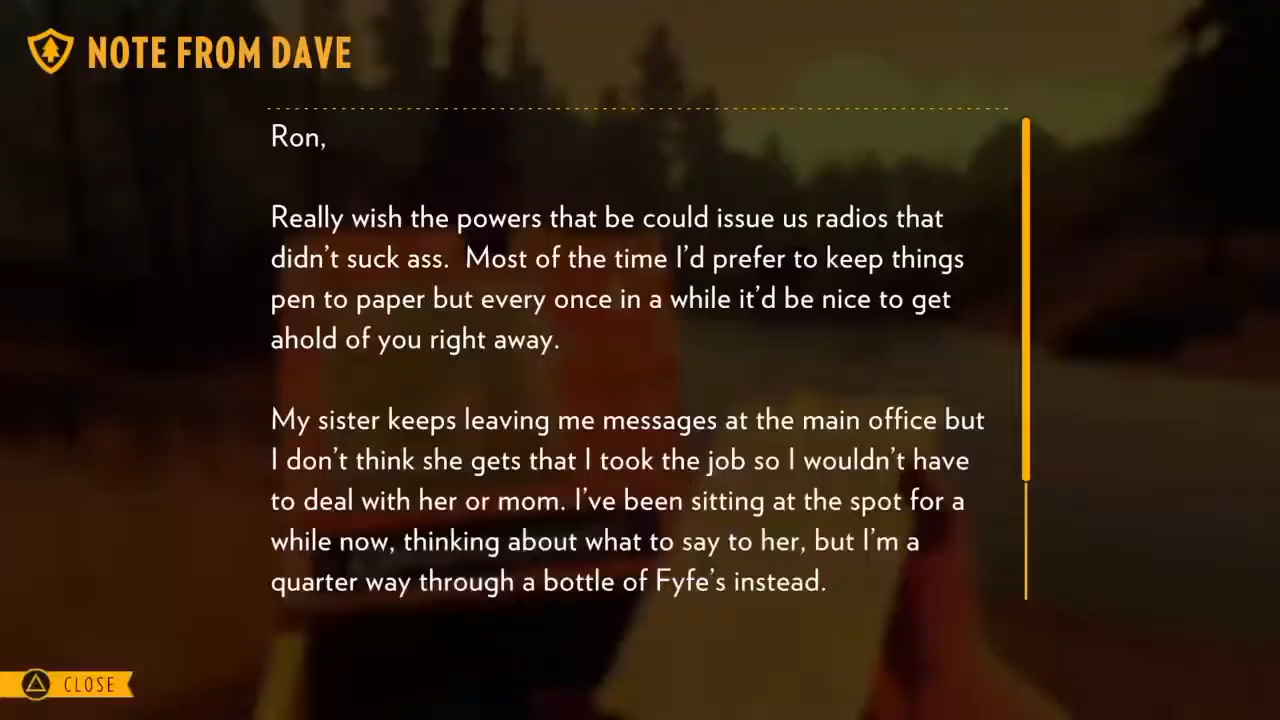 NOTE FROM DAVE
Ron,
Really wish the powers that be could issue us radios that
didn't suck ass.  Most of the time I'd prefer to keep things
pen to paper but every once in a while it'd be nice to get
ahold of you right away.
My sister keeps leaving me messages at the main office but
I don't think she gets that I took the job so I wouldn't have
to deal with her or mom. I've been sitting at the spot for a
while now, thinking about what to say to her, but I'm a
quarter way through a bottle of Fyfe's instead.
CLOSE